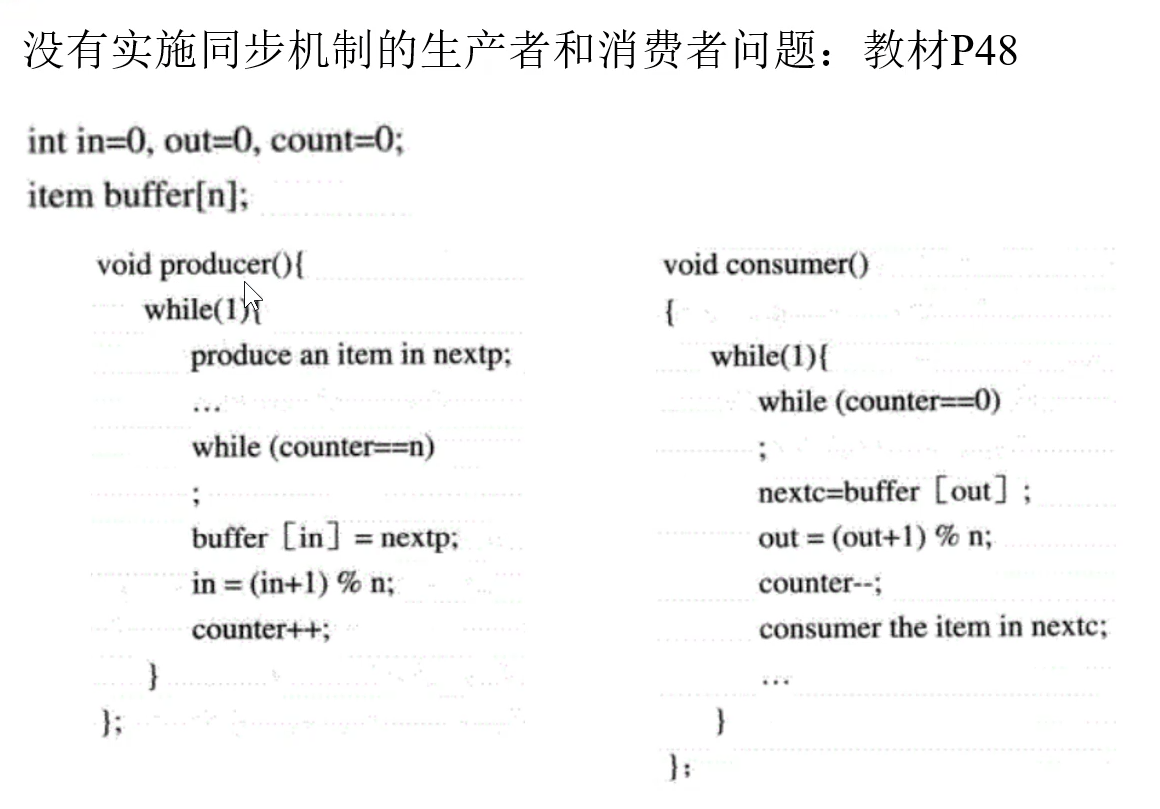 没有实施同步机制的生产者和消费者问题：教材P48
int in=0, out=0, count=0;
item buffer[n];
void producer(){
while(1){
produce an item in nextp;
…
while (counter==n)
;
buffer［in］= nextp;
in = (in+1) % n;
counter++;
}
};
void consumer()
{
while(1){
while (counter==0)
;
nextc=buffer［out］;
out = (out+1) % n;
counter--;
consumer the item in nextc;
…
}
};